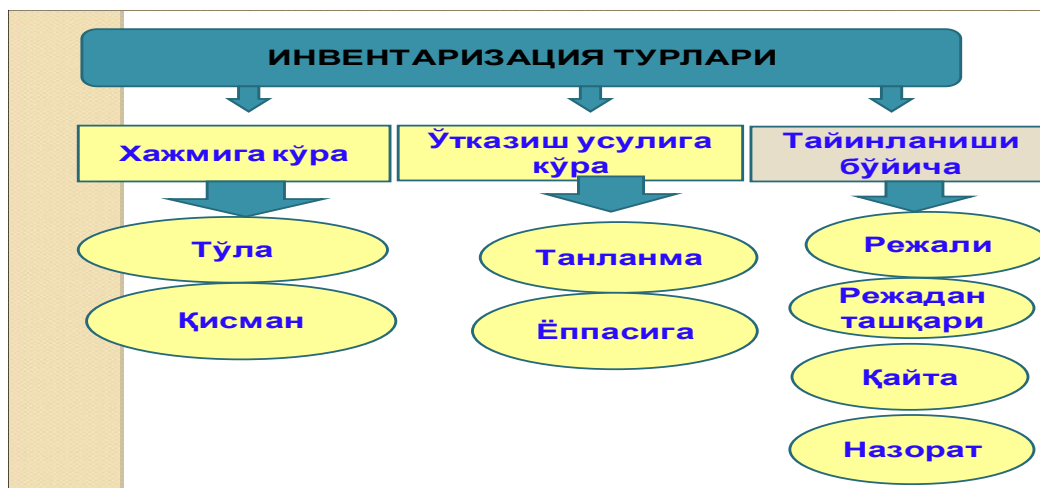 ИНВЕНТАРИЗАЦИЯ ТУРЛАРИ
Хажмига кўра
Тўла
Қисман
Ўтказиш усулига
кўра
Танланма
Ёппасига
Тайинланиши
бўйича
Режали
Режадан
ташқари
Қайта
Назорат